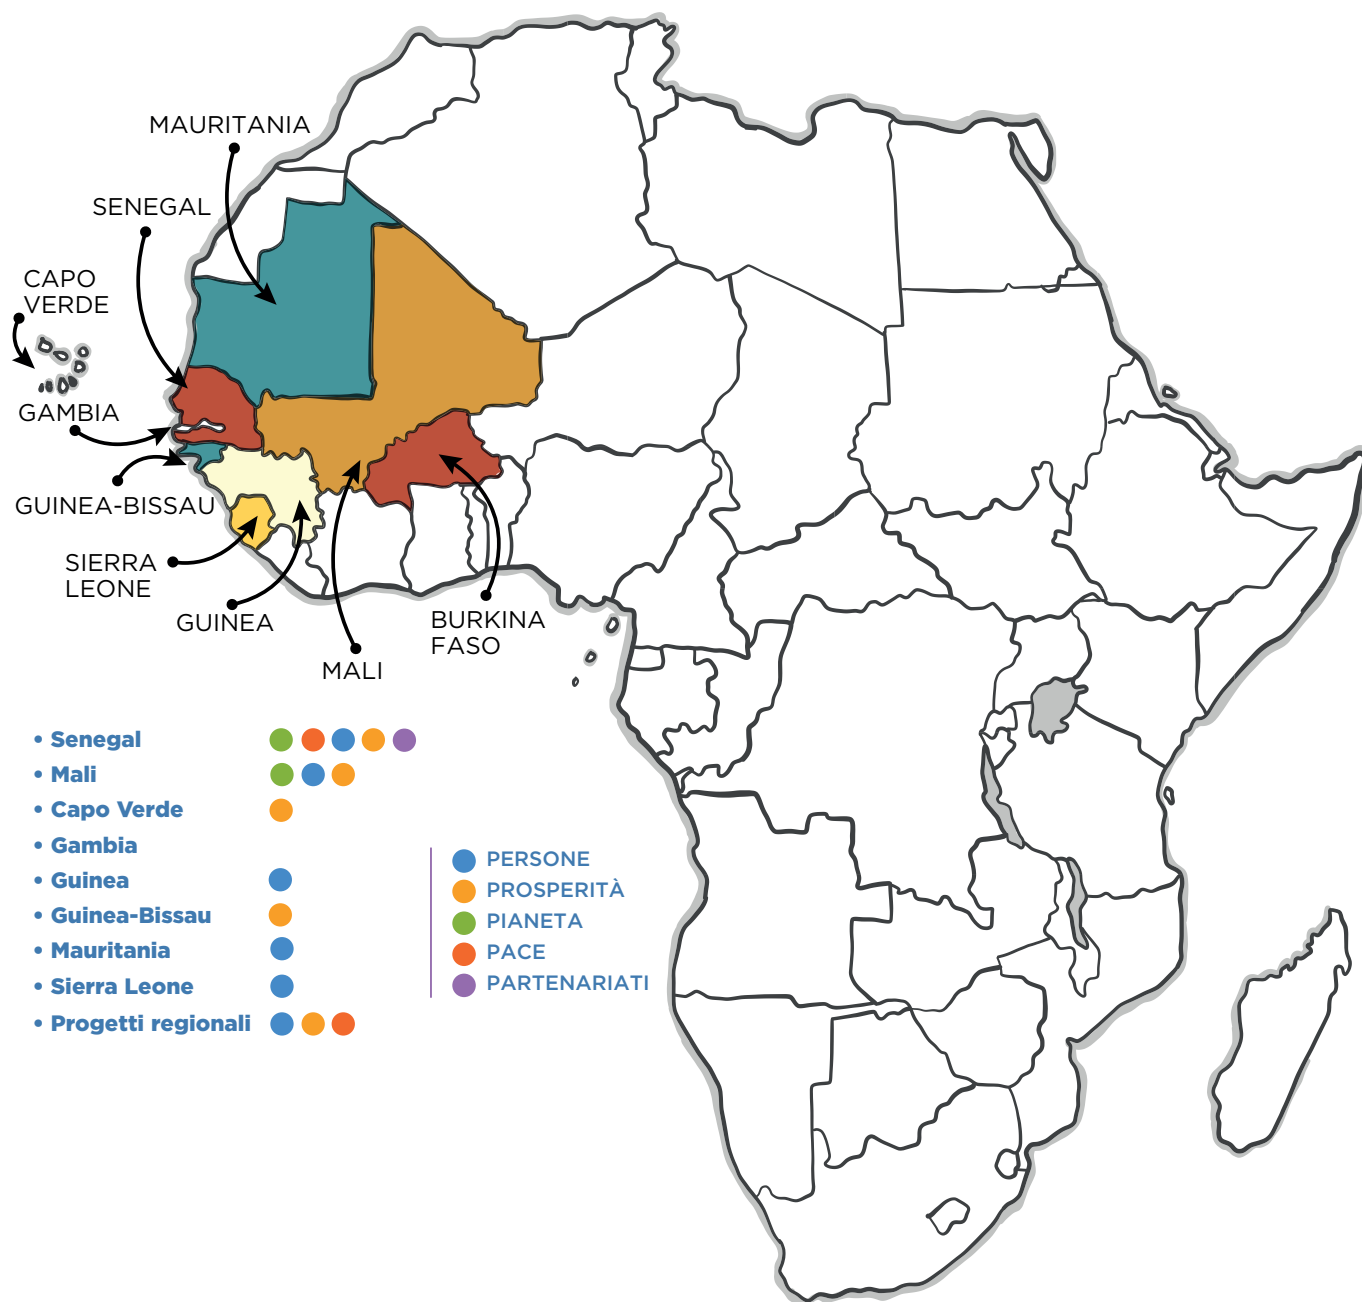 MAURITANIA
SENEGAL
CAPO
VERDE
GAMBIA
GUINEA-BISSAU
SIERRA
LEONE
GUINEA
MALI
BURKINA
FASO
• Senegal
• Mali
• Capo Verde
• Gambia
• Guinea
• Guinea-Bissau
• Mauritania
• Sierra Leone
• Progetti regionali
PERSONE
PROSPERITÀ
PIANETA
PACE
PARTENARIATI